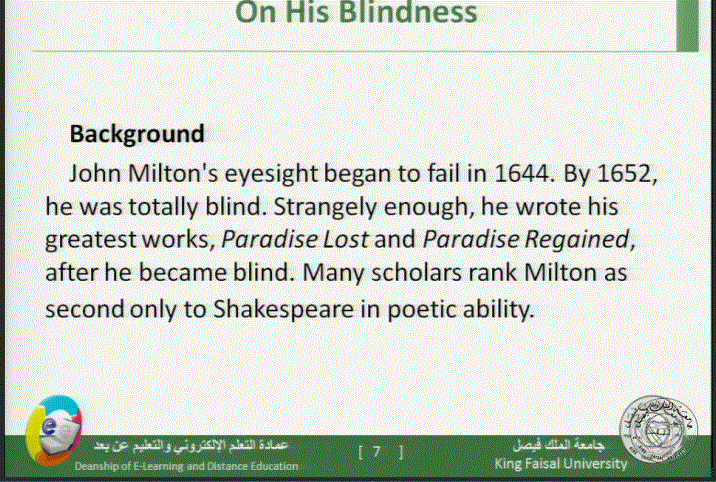 On His Blindness
Background
John Milton's eyesight began to fail in 1644. By 1652,
he was totally blind. Strangely enough, he wrote his
greatest works, Paradise Lost and Paradise Regained,
after he became blind. Many scholars rank Milton as
second only to Shakespeare in poetic ability.
عمادة التعلم الإلكتروني والتعليم عن بعد
Deanship of E-Learning and Distance Education
[ 7 ]
جامعة الملك فيصل
King Faisal University